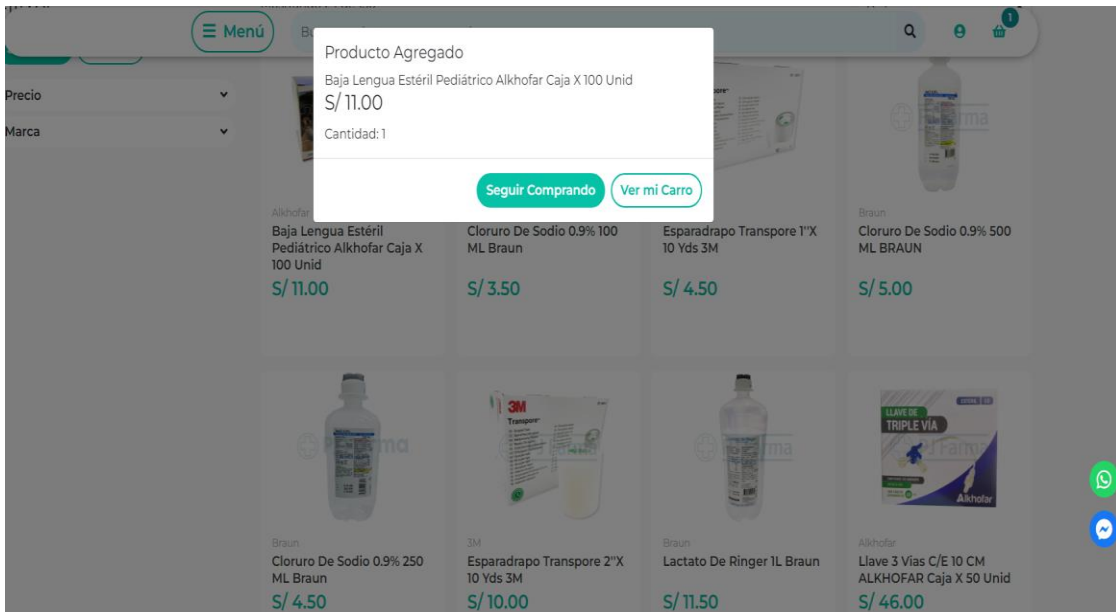 Menú
1
Producto Agregado
Baja Lengua Estéril Pediátrico Alkhofar Caja X 100 Unid
S/ 11.00
Cantidad: 1
Seguir Comprando
Ver mi Carro
Precio
Marca
Alkhofar
Baja Lengua Estéril
Pediátrico Alkhofar Caja X
100 Unid
S/ 11.00
Cloruro De Sodio 0.9% 100
ML Braun
S/ 3.50
Esparadrapo Transpore 1''X
10 Yds 3M
S/ 4.50
Braun
Cloruro De Sodio 0.9% 500
ML BRAUN
S/ 5.00
Braun
Cloruro De Sodio 0.9% 250
ML Braun
S/ 4.50
3M
Transpore
3M
Esparadrapo Transpore 2''X
10 Yds 3M
S/ 10.00
Braun
Lactato De Ringer 1L Braun
S/ 11.50
LLAVE DE
TRIPLE VÍA
Alkhofar
Alkhofar
Llave 3 Vias C/E 10 CM
ALKHOFAR Caja X 50 Unid
S/ 46.00